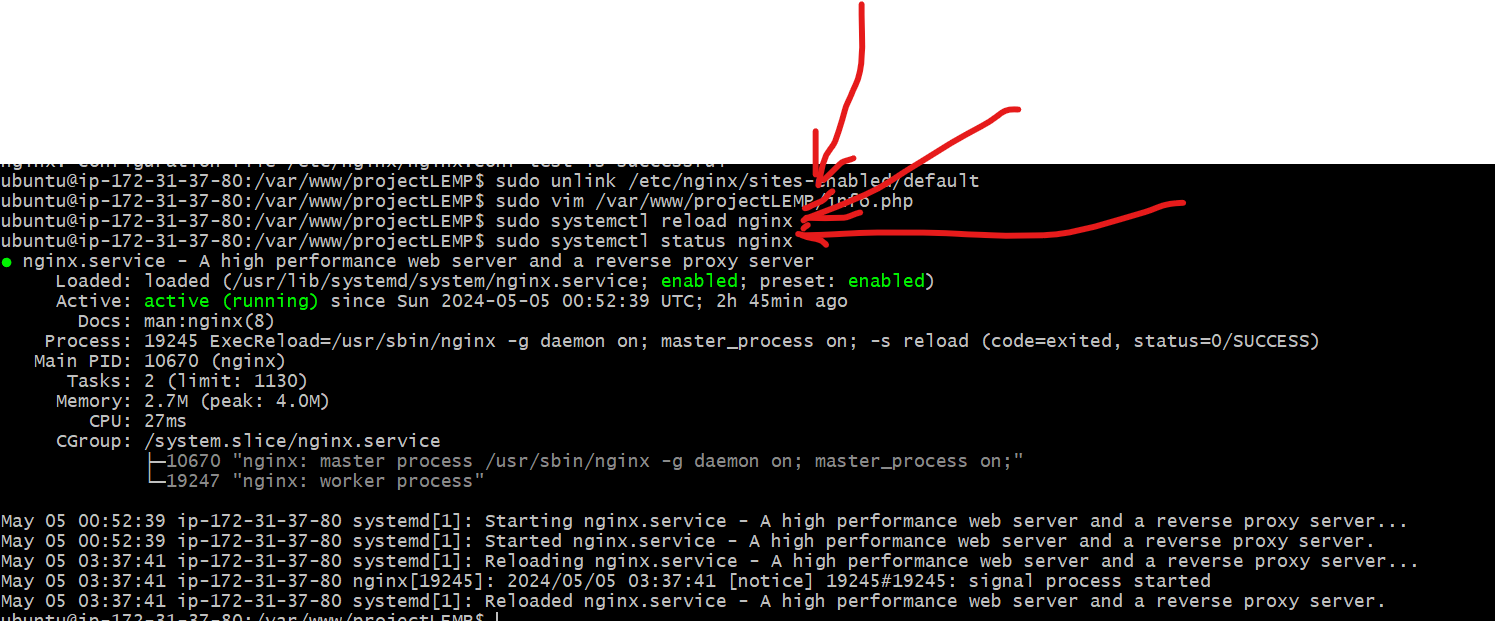 nginx: configuration file /etc/nginx/nginx.conf test is successful
ubuntu@ip-172-31-37-80:/var/www/projectLEMP$ sudo unlink /etc/nginx/sites-enabled/default
ubuntu@ip-172-31-37-80:/var/www/projectLEMP$ sudo vim /var/www/projectLEMP/info.php
ubuntu@ip-172-31-37-80:/var/www/projectLEMP$ sudo systemctl reload nginx
ubuntu@ip-172-31-37-80:/var/www/projectLEMP$ sudo systemctl status nginx
● nginx.service - A high performance web server and a reverse proxy server
Loaded: loaded (/usr/lib/systemd/system/nginx.service; enabled; preset: enabled)
Active: active (running) since Sun 2024-05-05 00:52:39 UTC; 2h 45min ago
Docs: man:nginx(8)
Process: 19245 ExecReload=/usr/sbin/nginx -g daemon on; master_process on; -s reload (code=exited, status=0/SUCCESS)
Main PID: 10670 (nginx)
Tasks: 2 (limit: 1130)
Memory: 2.7M (peak: 4.0M)
CPU: 27ms
CGroup: /system.slice/nginx.service
├─10670 "nginx: master process /usr/sbin/nginx -g daemon on; master_process on;"
└─19247 "nginx: worker process"
May 05 00:52:39 ip-172-31-37-80 systemd[1]: Starting nginx.service - A high performance web server and a reverse proxy server...
May 05 00:52:39 ip-172-31-37-80 systemd[1]: Started nginx.service - A high performance web server and a reverse proxy server.
May 05 03:37:41 ip-172-31-37-80 systemd[1]: Reloading nginx.service - A high performance web server and a reverse proxy server...
May 05 03:37:41 ip-172-31-37-80 nginx[19245]: 2024/05/05 03:37:41 [notice] 19245#19245: signal process started
May 05 03:37:41 ip-172-31-37-80 systemd[1]: Reloaded nginx.service - A high performance web server and a reverse proxy server.
ubuntu@ip-172-31-37-80:/var/www/projectLEMP$